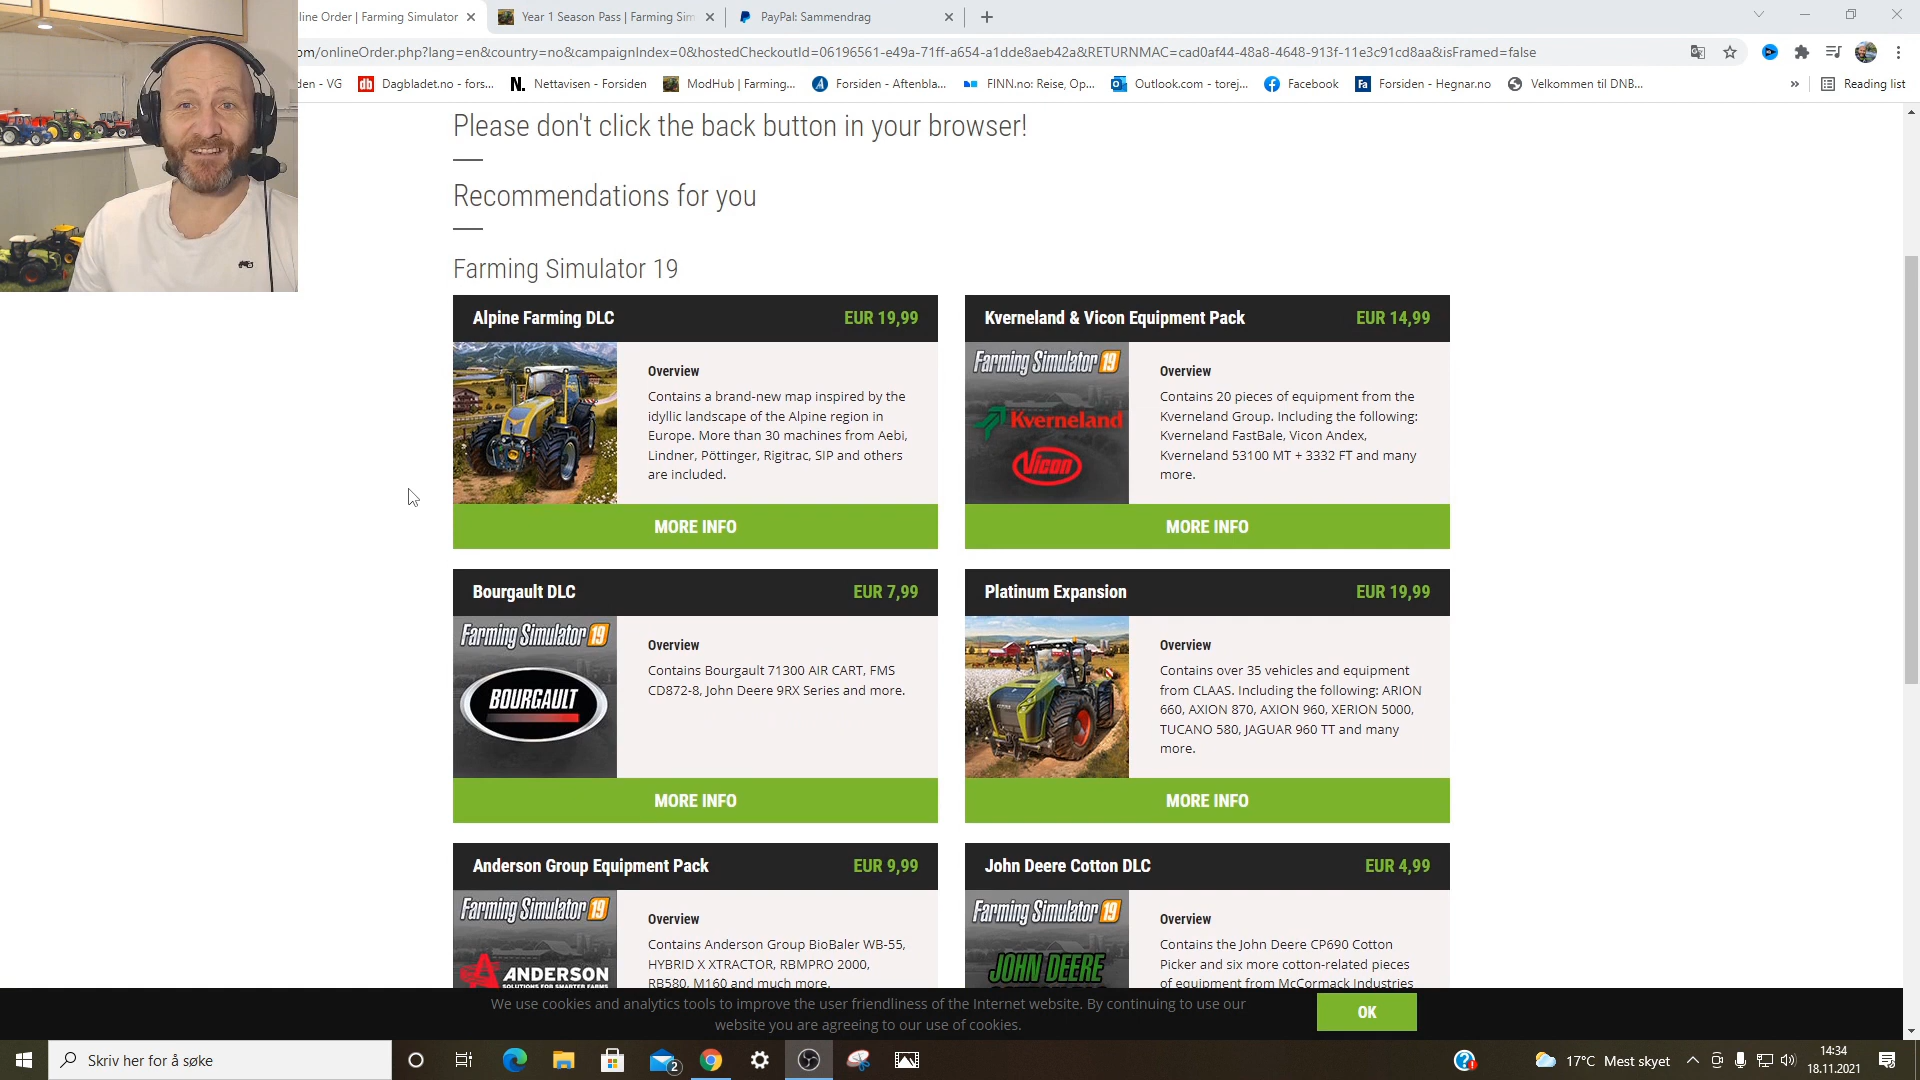 nline Order | Farming Simulator
Year 1 Season Pass | Farming Sim
PayPal: Sammendrag
om/onlineOrder.php?lang=en&country=no&campaignIndex=0&hostedCheckoutId=06196561-e49a-71ff-a654-a1dde8aeb42a&RETURNMAC=cad0af44-48a8-4648-913f-11e3c91cd8aa&isFramed=false
den - VG
db Dagbladet.no - fors...
N. Nettavisen - Forsiden
ModHub | Farming...
A Forsiden - Aftenbla...
FINN.no: Reise, Op...
Outlook.com - torej...
Facebook
Fa Forsiden - Hegnar.no
Velkommen til DNB...
»
Reading list
Please don't click the back button in your browser!
Recommendations for you
Farming Simulator 19
Alpine Farming DLC EUR 19,99
Overview
Contains a brand-new map inspired by the
idyllic landscape of the Alpine region in
Europe. More than 30 machines from Aebi,
Lindner, Pöttinger, Rigitrac, SIP and others
are included.
MORE INFO
Kverneland & Vicon Equipment Pack EUR 14,99
Farming Simulator 19
Kverneland
Vicon
Overview
Contains 20 pieces of equipment from the
Kverneland Group. Including the following:
Kverneland FastBale, Vicon Andex,
Kverneland 53100 MT + 3332 FT and many
more.
MORE INFO
Bourgault DLC EUR 7,99
Farming Simulator 19
BOURGAULT
Overview
Contains Bourgault 71300 AIR CART, FMS
CD872-8, John Deere 9RX Series and more.
MORE INFO
Platinum Expansion EUR 19,99
Overview
Contains over 35 vehicles and equipment
from CLAAS. Including the following: ARION
660, AXION 870, AXION 960, XERION 5000,
TUCANO 580, JAGUAR 960 TT and many
more.
MORE INFO
Anderson Group Equipment Pack EUR 9,99
Farming Simulator 19
ANDERSON
SOLUTIONS FOR SMARTER FARMS
Overview
Contains Anderson Group BioBaler WB-55,
HYBRID X XTRACTOR, RBMPRO 2000,
RB580, M160 and much more.
John Deere Cotton DLC EUR 4,99
Farming Simulator 19
JOHN DEERE
Overview
Contains the John Deere CP690 Cotton
Picker and six more cotton-related pieces
of equipment from McCormack Industries
We use cookies and analytics tools to improve the user friendliness of the Internet website. By continuing to use our
website you are agreeing to our use of cookies.
OK
Skriv her for å søke
2
17°C Mest skyet
14:34
18.11.2021